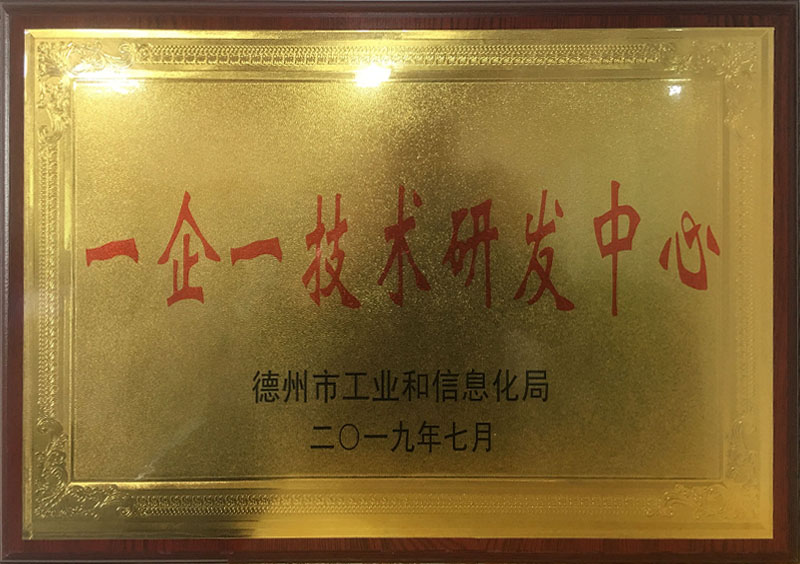 一企一技术研发中心
德州市工业和信息化局
二〇一九年七月